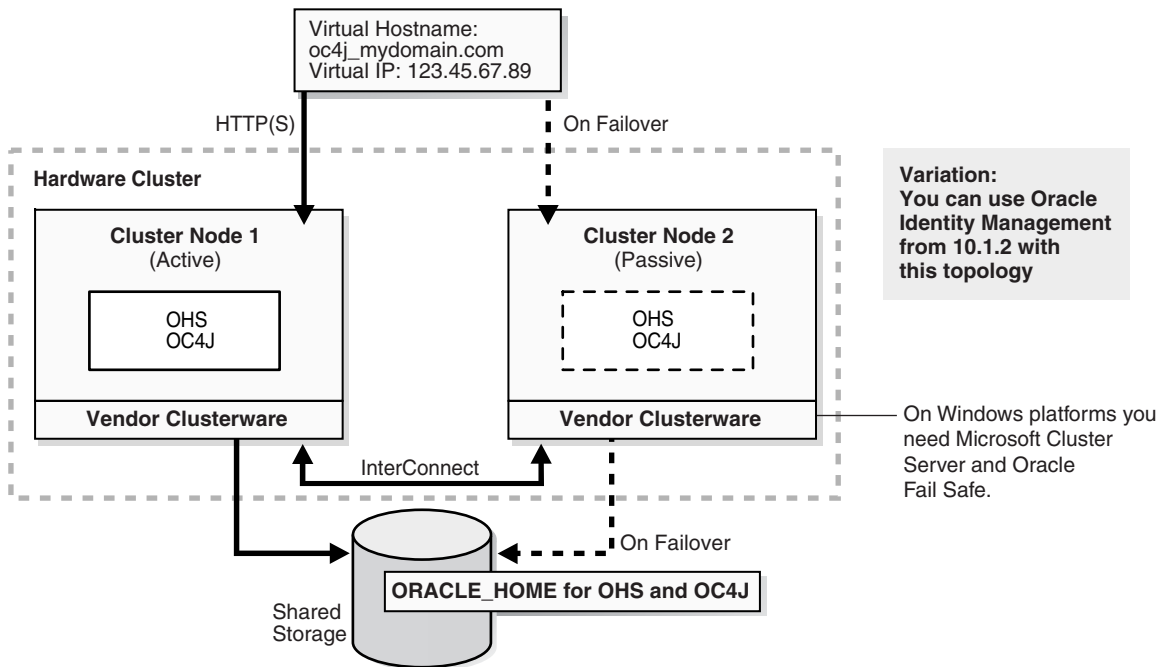 Virtual Hostname:
oc4j_mydomain.com
Virtual IP: 123.45.67.89
HTTP(S)
On Failover
Hardware Cluster
Cluster Node 1
(Active)
OHS
OC4J
Vendor Clusterware
Cluster Node 2
(Passive)
OHS
OC4J
Vendor Clusterware
Variation:
You can use Oracle
Identity Management
from 10.1.2 with
this topology
On Windows platforms you
need Microsoft Cluster
Server and Oracle
Fail Safe.
InterConnect
On Failover
ORACLE_HOME for OHS and OC4J
Shared
Storage